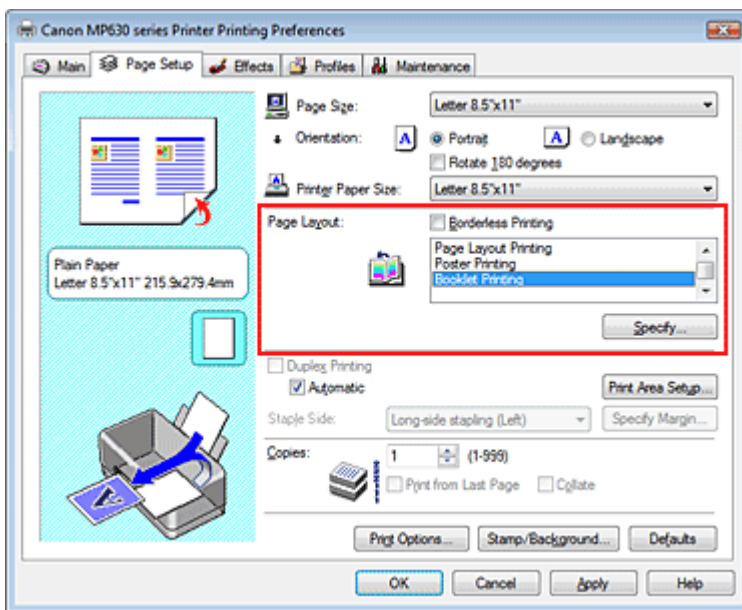 Canon MP630 series Printer Printing Preferences
Main Page Setup Effects Profiles Maintenance
Page Size: Letter 8.5"x11"
Orientation: A Portrait A Landscape
Rotate 180 degrees
Printer Paper Size: Letter 8.5"x11"
Page Layout: Borderless Printing
Page Layout Printing
Poster Printing
Booklet Printing
Plain Paper
Letter 8.5"x11" 215.9x279.4mm
Specify...
Duplex Printing
Automatic Print Area Setup...
Staple Side: Long-side stapling (Left) Specify Margin...
Copies: 1 (1-999)
Print from Last Page Collate
A
Print Options... Stamp/Background... Defaults
OK Cancel Apply Help